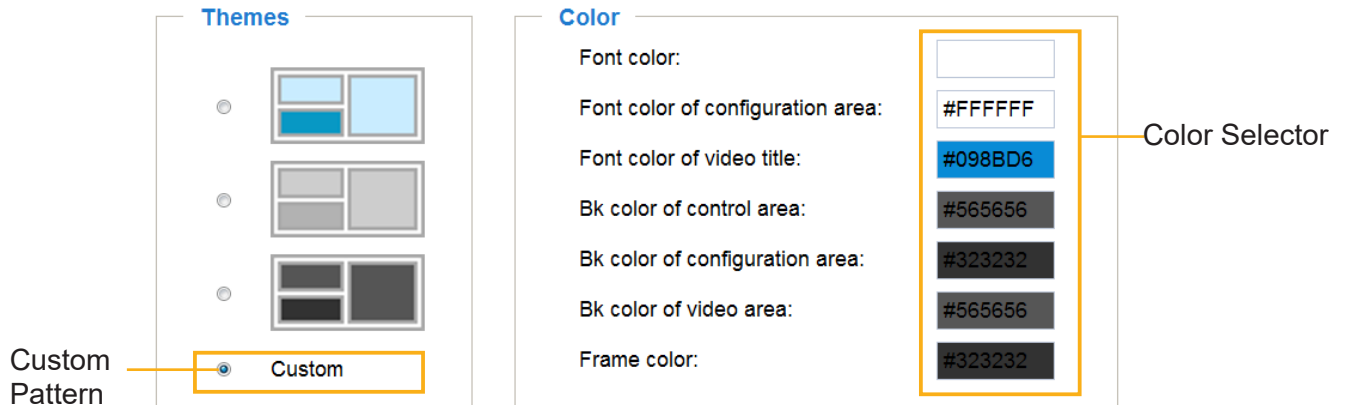 Themes
Custom
Color
Font color:
Font color of configuration area: #FFFFFF
Font color of video title: #098BD6
Bk color of control area: #565656
Bk color of configuration area: #323232
Bk color of video area: #565656
Frame color: #323232
Color Selector
Custom
Pattern